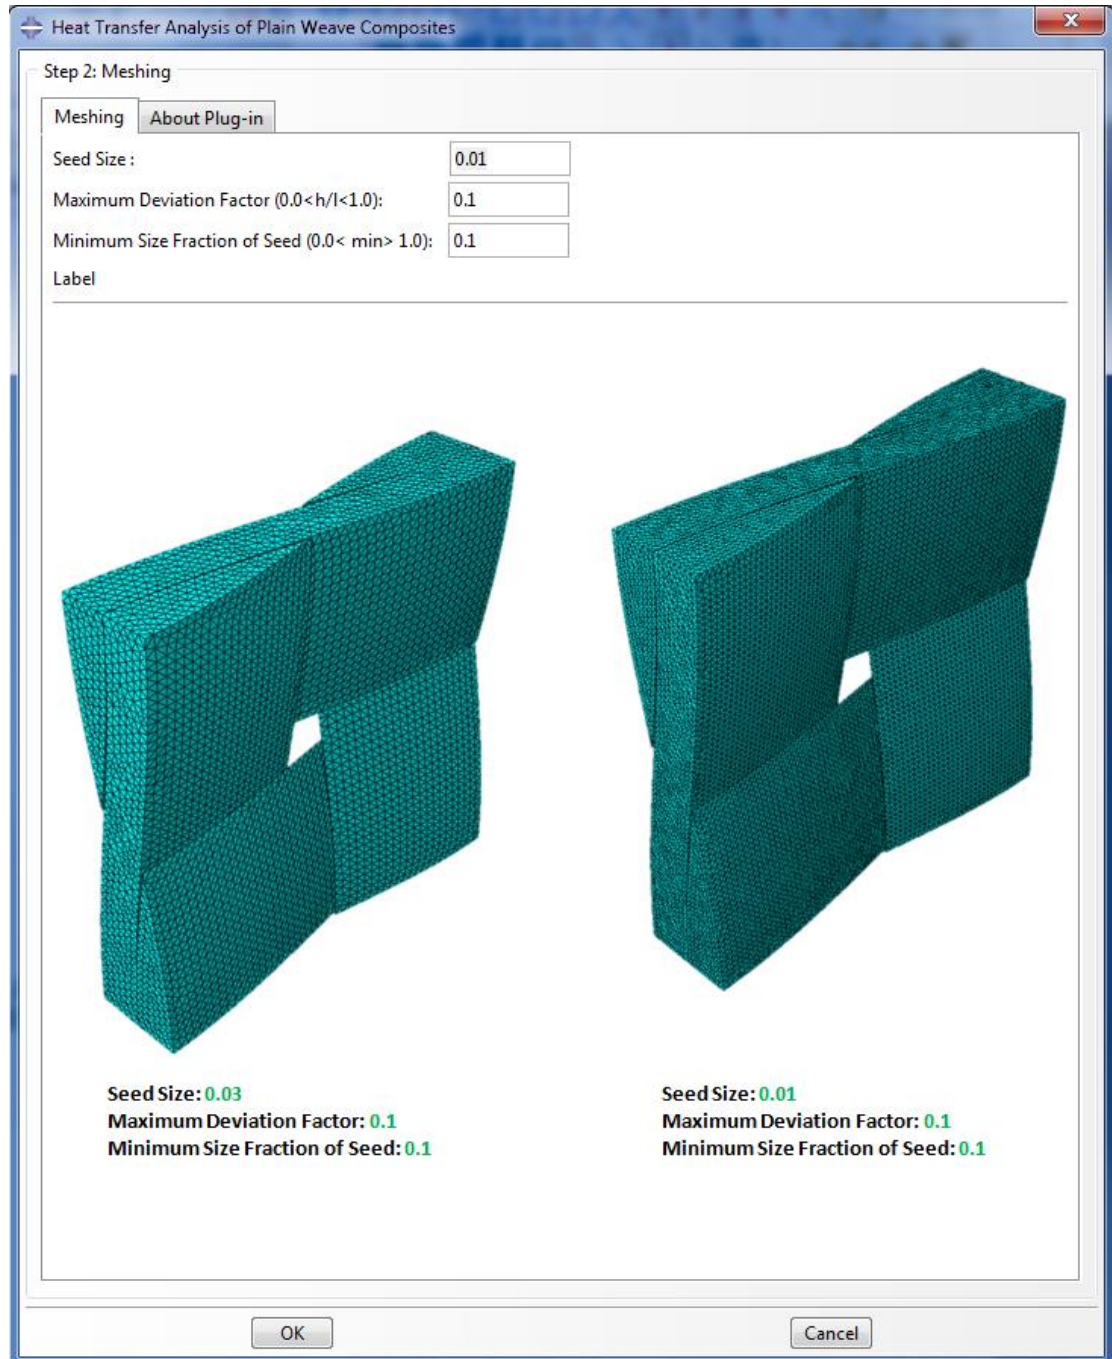 Heat Transfer Analysis of Plain Weave Composites
X
Step 2: Meshing
Meshing About Plug-in
Seed Size : 0.01
Maximum Deviation Factor (0.0<h/l<1.0): 0.1
Minimum Size Fraction of Seed (0.0< min> 1.0): 0.1
Label
Seed Size: 0.03
Maximum Deviation Factor: 0.1
Minimum Size Fraction of Seed: 0.1
Seed Size: 0.01
Maximum Deviation Factor: 0.1
Minimum Size Fraction of Seed: 0.1
OK Cancel